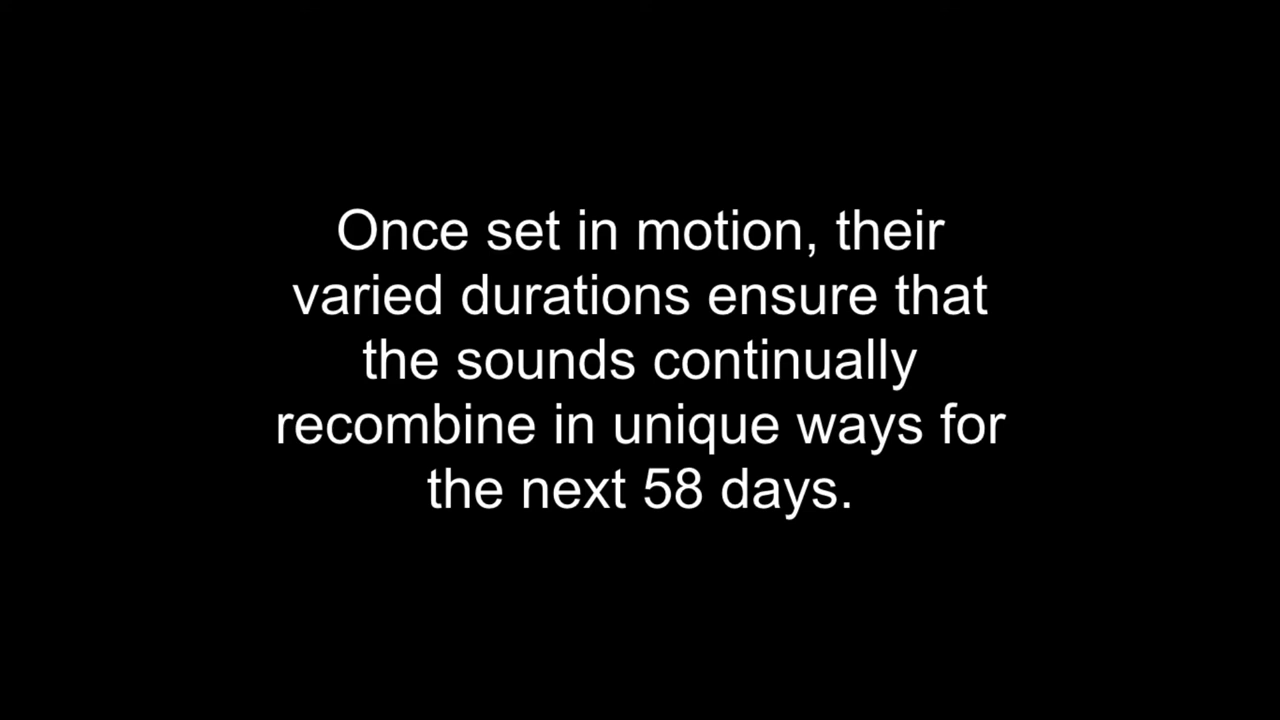 Once set in motion, their
varied durations ensure that
the sounds continually
recombine in unique ways for
the next 58 days.